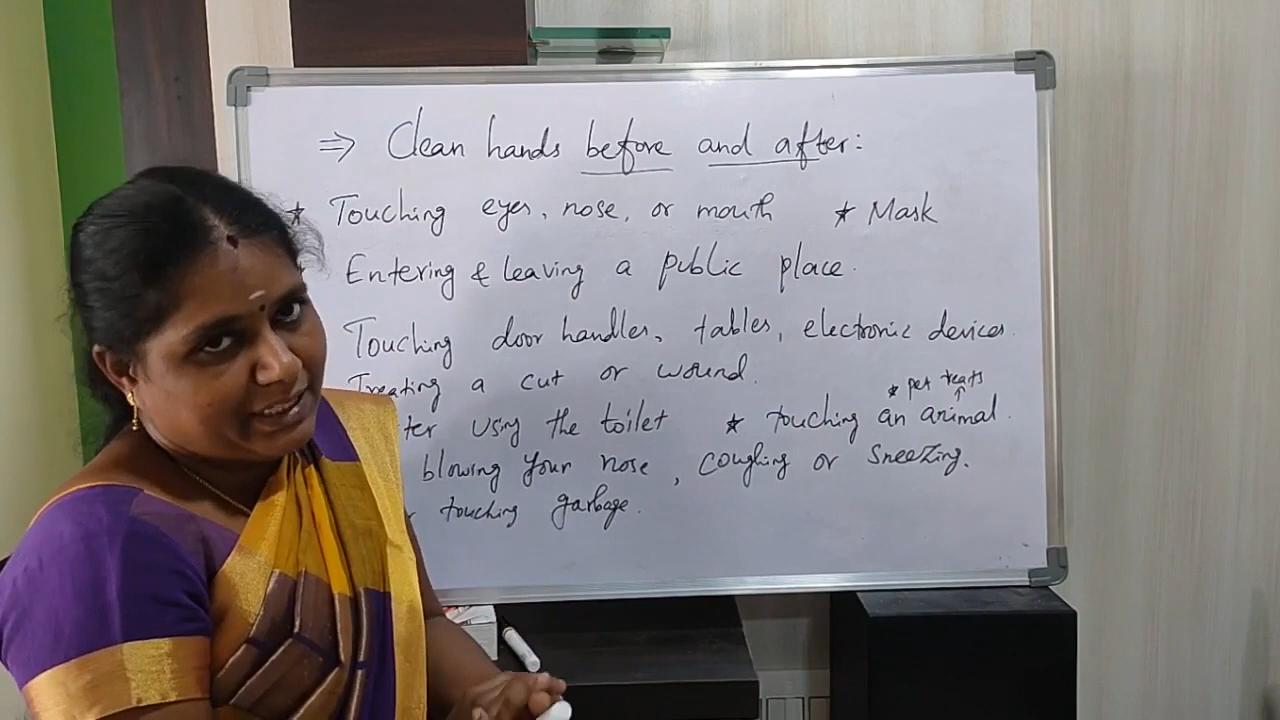 ⇒ Clean hands before and after:
* Touching eyes, nose, or mouth * Mask
Entering & leaving a public place.
Touching door handles, tables, electronic devices.
Treating a cut or wound.
* pet treats
ter using the toilet * touching an animal.
blowing your nose, coughing or sneezing.
touching garbage.